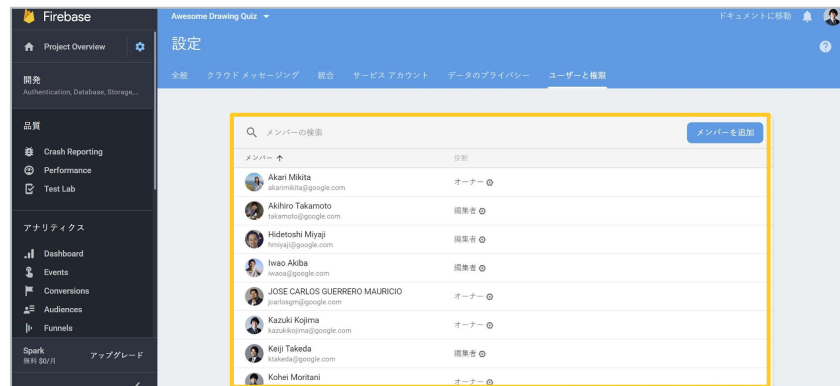 Firebase
Project Overview
開発
Authentication, Database, Storage,...
品質
Crash Reporting
Performance
Test Lab
アナリティクス
Dashboard
Events
Conversions
Audiences
Funnels
Spark
無料 $0/月
アップグレード
Awesome Drawing Quiz
ドキュメントに移動
設定
全般 クラウド メッセージング 統合 サービス アカウント データのプライバシー ユーザーと権限
メンバーの検索
メンバーを追加
メンバー 役割
Akari Mikita
akarimikita@google.com
オーナー
Akihiro Takamoto
takamoto@google.com
編集者
Hidetoshi Miyaji
hmiyaji@google.com
編集者
Iwao Akiba
iwaoa@google.com
編集者
JOSE CARLOS GUERRERO MAURICIO
jcarlosgm@google.com
オーナー
Kazuki Kojima
kazukikojima@google.com
オーナー
Keiji Takeda
ktakeda@google.com
編集者
Kohei Moritani
オーナー